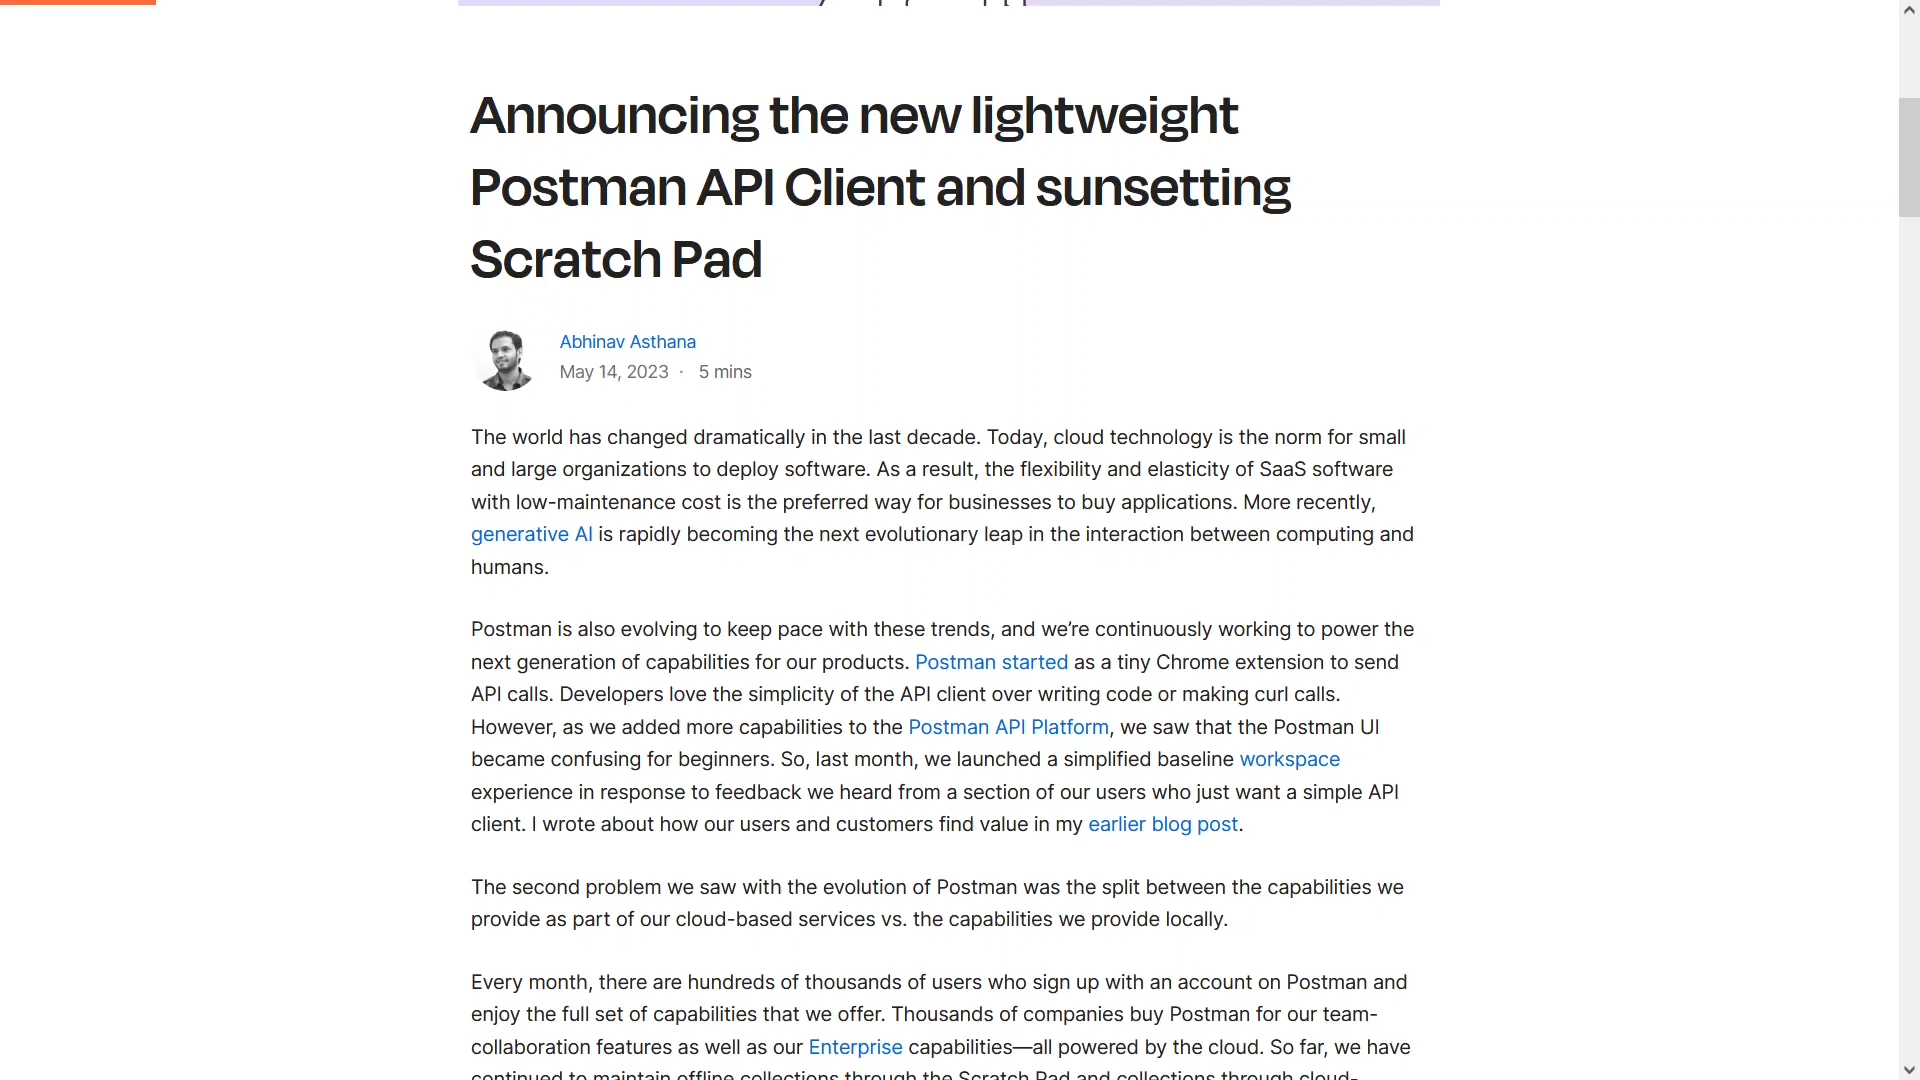 Announcing the new lightweight
Postman API Client and sunsetting
Scratch Pad
Abhinav Asthana
May 14, 2023 · 5 mins
The world has changed dramatically in the last decade. Today, cloud technology is the norm for small
and large organizations to deploy software. As a result, the flexibility and elasticity of SaaS software
with low-maintenance cost is the preferred way for businesses to buy applications. More recently,
generative AI is rapidly becoming the next evolutionary leap in the interaction between computing and
humans.
Postman is also evolving to keep pace with these trends, and we’re continuously working to power the
next generation of capabilities for our products. Postman started as a tiny Chrome extension to send
API calls. Developers love the simplicity of the API client over writing code or making curl calls.
However, as we added more capabilities to the Postman API Platform, we saw that the Postman UI
became confusing for beginners. So, last month, we launched a simplified baseline workspace
experience in response to feedback we heard from a section of our users who just want a simple API
client. I wrote about how our users and customers find value in my earlier blog post.
The second problem we saw with the evolution of Postman was the split between the capabilities we
provide as part of our cloud-based services vs. the capabilities we provide locally.
Every month, there are hundreds of thousands of users who sign up with an account on Postman and
enjoy the full set of capabilities that we offer. Thousands of companies buy Postman for our team-
collaboration features as well as our Enterprise capabilities—all powered by the cloud. So far, we have
continued to maintain offline collections through the Scratch Pad and collections through cloud-